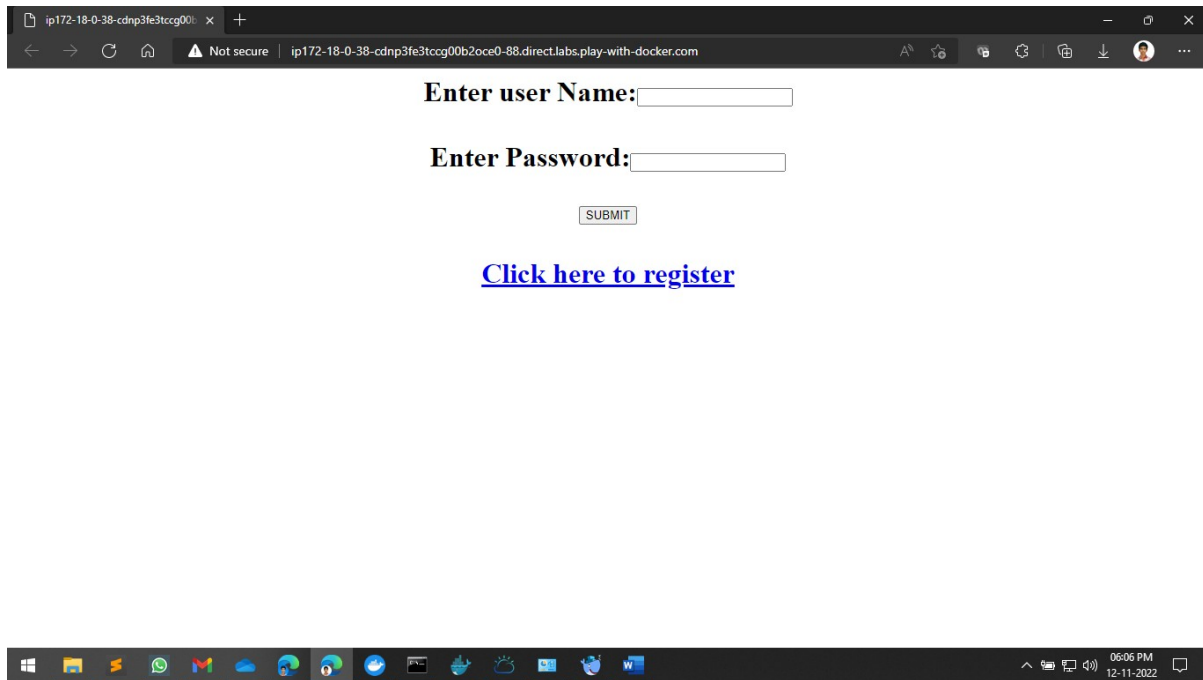 ip172-18-0-38-cdnp3fe3tccg00b
Not secure ip172-18-0-38-cdnp3fe3tccg00b2oce0-88.direct.labs.play-with-docker.com
Enter user Name:
Enter Password:
SUBMIT
Click here to register
06:06 PM
12-11-2022